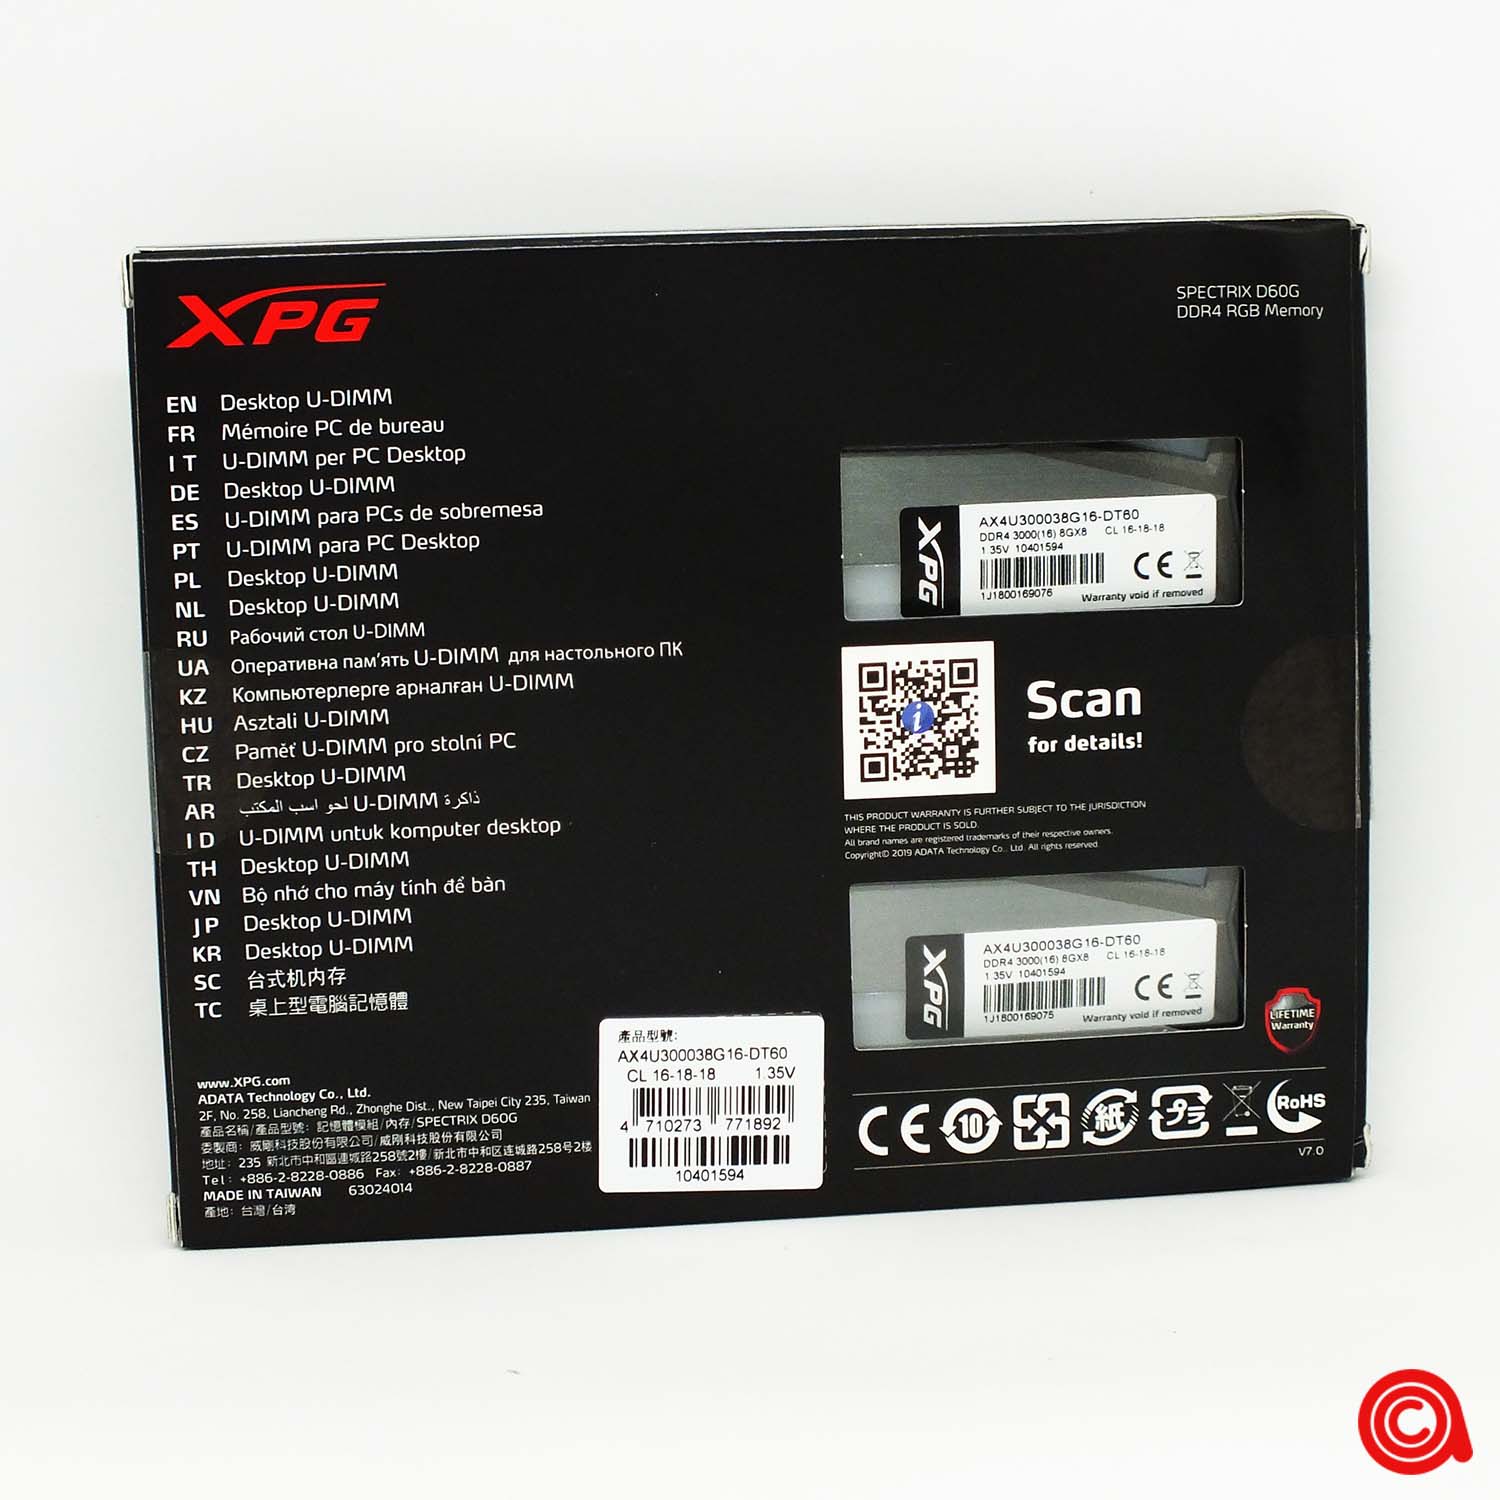 XPG
SPECTRIX D60G
DDR4 RGB Memory
EN Desktop U-DIMM
FR Mémoire PC de bureau
IT U-DIMM per PC Desktop
DE Desktop U-DIMM
ES U-DIMM para PCs de sobremesa
PT U-DIMM para PC Desktop
PL Desktop U-DIMM
NL Desktop U-DIMM
RU Рабочий стол U-DIMM
UA Оперативна пам'ять U-DIMM для настольного ПК
KZ Компьютерлерге арналған U-DIMM
HU Asztali U-DIMM
CZ Paměť U-DIMM pro stolní PC
TR Desktop U-DIMM
AR ذاكرة U-DIMM لحو اسب المكتب
ID U-DIMM untuk komputer desktop
TH Desktop U-DIMM
VN Bộ nhớ cho máy tính để bàn
JP Desktop U-DIMM
KR Desktop U-DIMM
SC 台式机内存
TC 桌上型電腦記憶體
www.XPG.com
ADATA Technology Co., Ltd.
2F, No. 258, Liancheng Rd., Zhonghe Dist., New Taipei City 235, Taiwan
產品名稱/產品型號: 記憶體模組/内存/SPECTRIX D60G
委製商: 威剛科技股份有限公司/威刚科技股份有限公司
地址: 235 新北市中和區連城路258號2樓/新北市中和区连城路258号2楼
Tel: +886-2-8228-0886 Fax: +886-2-8228-0887
MADE IN TAIWAN 63024014
產地: 台灣/台湾
產品型號:
AX4U300038G16-DT60
CL 16-18-18 1.35V
4 710273 771892
10401594
XPG
AX4U300038G16-DT60
DDR4 3000(16) 8GX8 CL 16-18-18
1.35V 10401594
CE
1J1800169076 Warranty void if removed
Scan
for details!
THIS PRODUCT WARRANTY IS FURTHER SUBJECT TO THE JURISDICTION
WHERE THE PRODUCT IS SOLD.
All brand names are registered trademarks of their respective owners.
Copyright© 2019 ADATA Technology Co., Ltd. All rights reserved.
XPG
AX4U300038G16-DT60
DDR4 3000(16) 8GX8 CL 16-18-18
1.35V 10401594
CE
1J1800169075 Warranty void if removed
LIFETIME
Warranty
CE 10 紙 プラ RoHS
V7.0